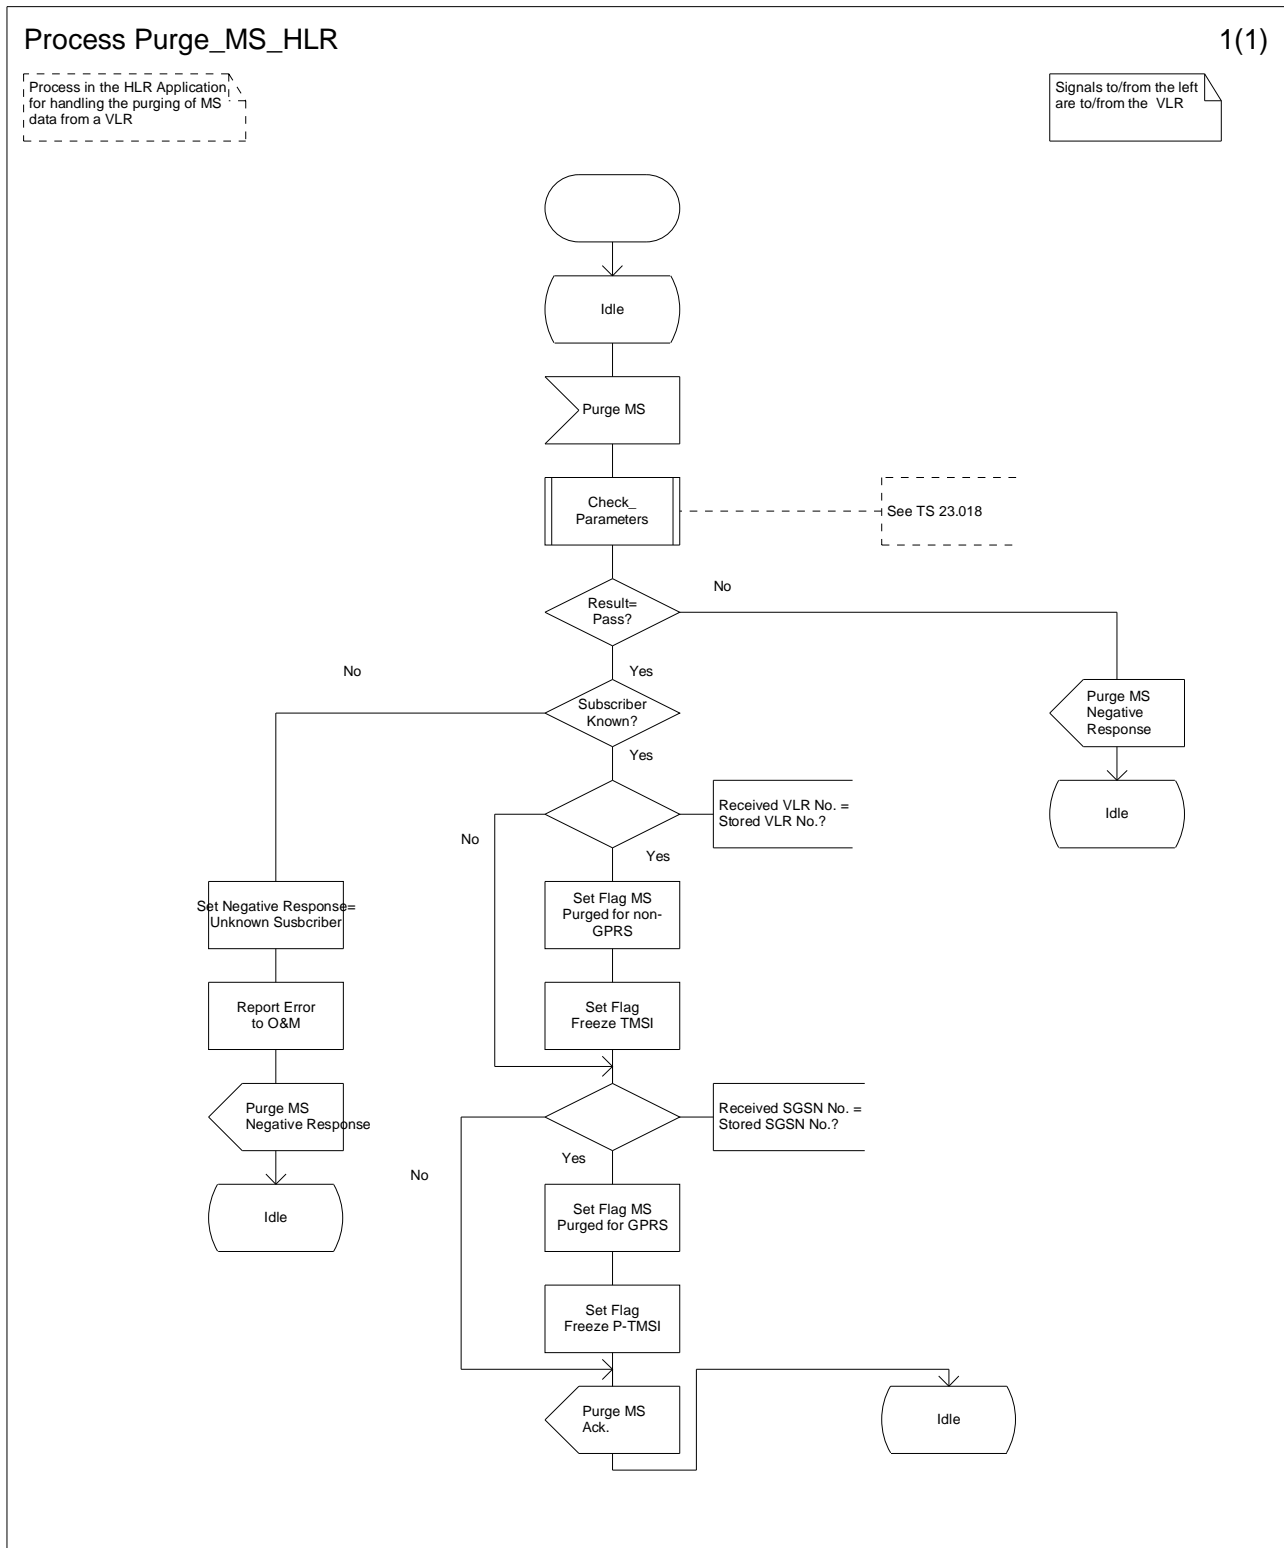 Process Purge_MS_HLR
1(1)
Process in the HLR Application
for handling the purging of MS
data from a VLR
Signals to/from the left
are to/from the VLR
Idle
Purge MS
Check_
Parameters
See TS 23.018
Result=
Pass?
No
Yes
No
Subscriber
Known?
Yes
Purge MS
Negative
Response
Idle
Received VLR No. =
Stored VLR No.?
No
Yes
Set Negative Response=
Unknown Susbcriber
Set Flag MS
Purged for non-
GPRS
Report Error
to O&M
Set Flag
Freeze TMSI
Purge MS
Negative Response
Received SGSN No. =
Stored SGSN No.?
Yes
No
Idle
Set Flag MS
Purged for GPRS
Set Flag
Freeze P-TMSI
Purge MS
Ack.
Idle